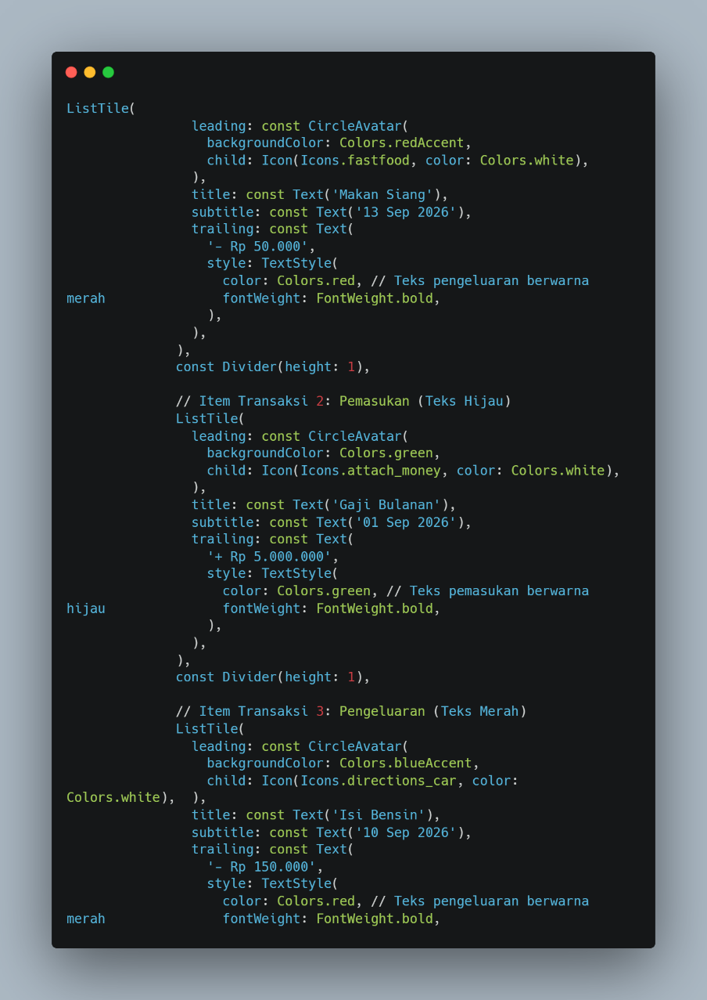 ListTile(
                leading: const CircleAvatar(
                  backgroundColor: Colors.redAccent,
                  child: Icon(Icons.fastfood, color: Colors.white),
                ),
                title: const Text('Makan Siang'),
                subtitle: const Text('13 Sep 2026'),
                trailing: const Text(
                  '- Rp 50.000',
                  style: TextStyle(
                    color: Colors.red, // Teks pengeluaran berwarna
merah               fontWeight: FontWeight.bold,
                  ),
                ),
              ),
              const Divider(height: 1),

              // Item Transaksi 2: Pemasukan (Teks Hijau)
              ListTile(
                leading: const CircleAvatar(
                  backgroundColor: Colors.green,
                  child: Icon(Icons.attach_money, color: Colors.white),
                ),
                title: const Text('Gaji Bulanan'),
                subtitle: const Text('01 Sep 2026'),
                trailing: const Text(
                  '+ Rp 5.000.000',
                  style: TextStyle(
                    color: Colors.green, // Teks pemasukan berwarna
hijau               fontWeight: FontWeight.bold,
                  ),
                ),
              ),
              const Divider(height: 1),

              // Item Transaksi 3: Pengeluaran (Teks Merah)
              ListTile(
                leading: const CircleAvatar(
                  backgroundColor: Colors.blueAccent,
                  child: Icon(Icons.directions_car, color:
Colors.white),  ),
                title: const Text('Isi Bensin'),
                subtitle: const Text('10 Sep 2026'),
                trailing: const Text(
                  '- Rp 150.000',
                  style: TextStyle(
                    color: Colors.red, // Teks pengeluaran berwarna
merah               fontWeight: FontWeight.bold,